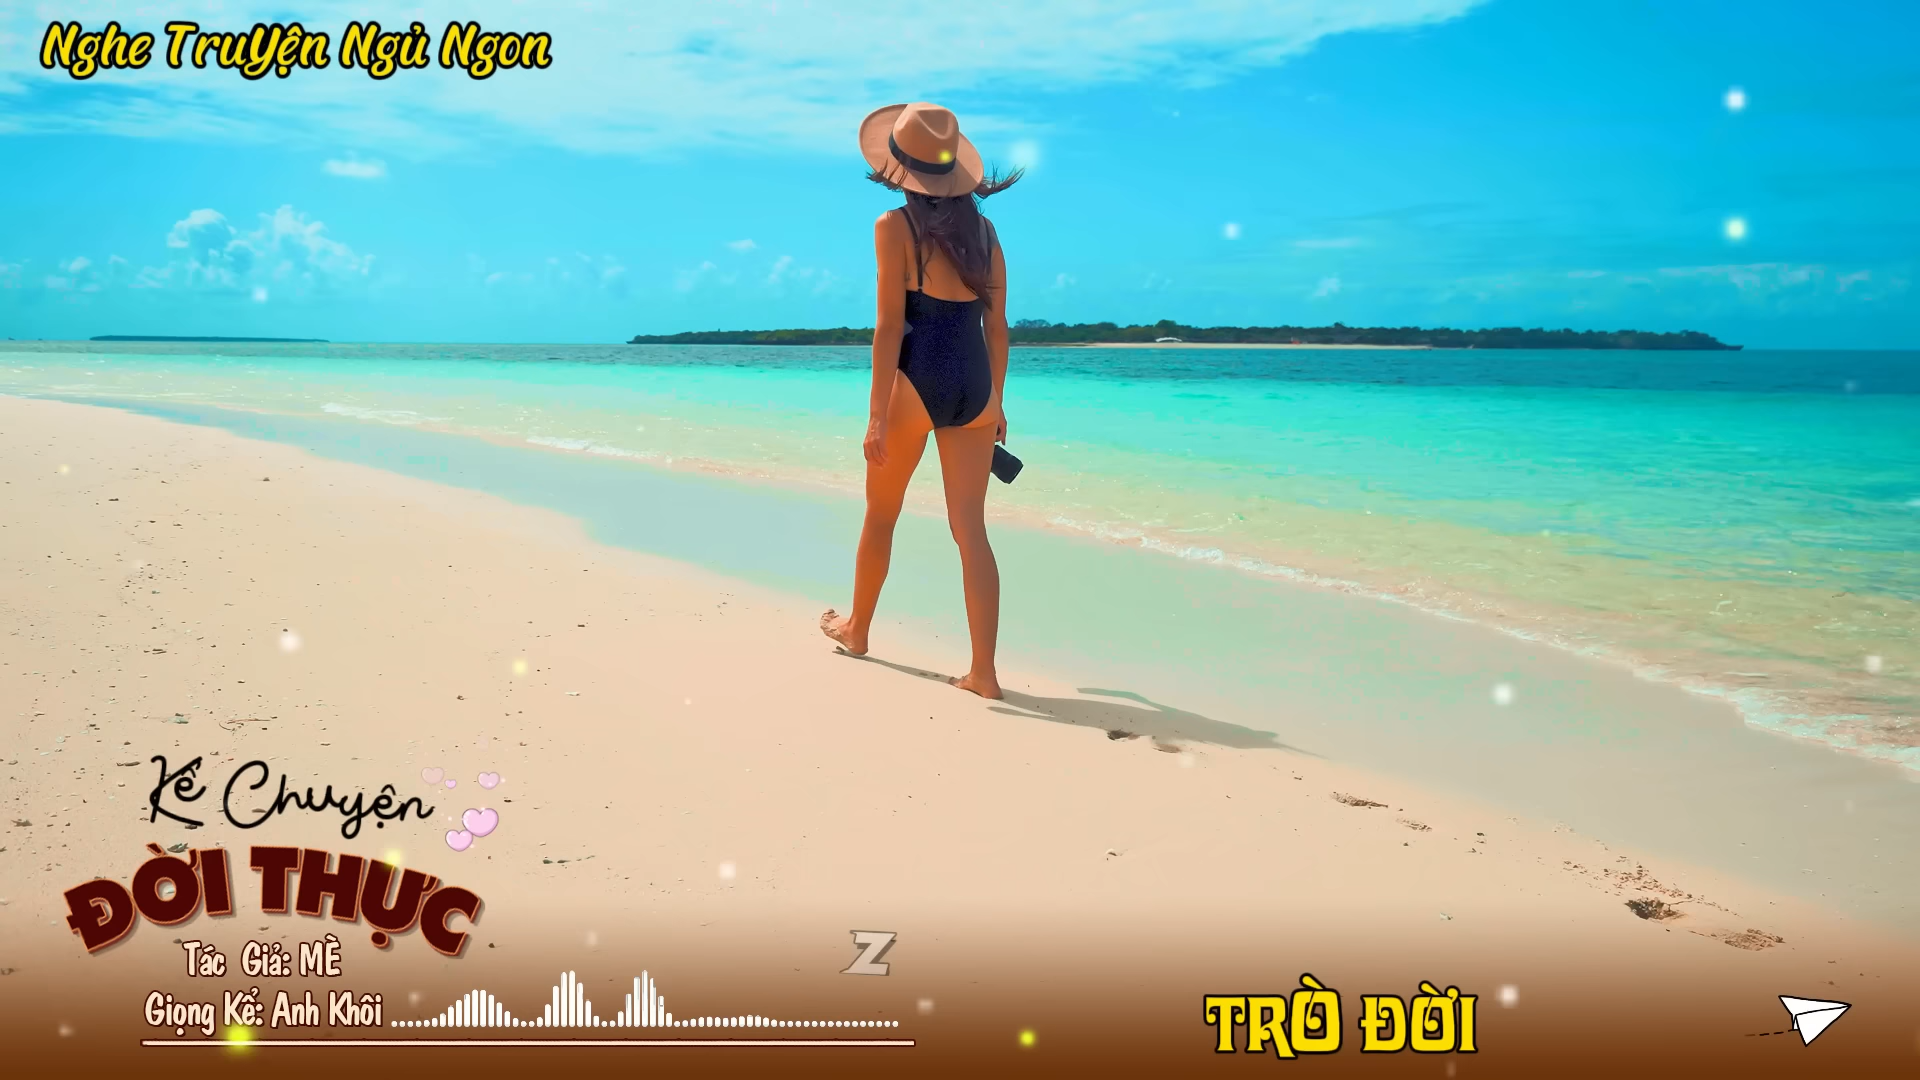 Nghe TruYện Ngủ Ngon
Kể Chuyện
ĐỜI THỰC
Tác Giả: MÈ
Giọng Kể: Anh Khôi
Z
TRÒ ĐỜI